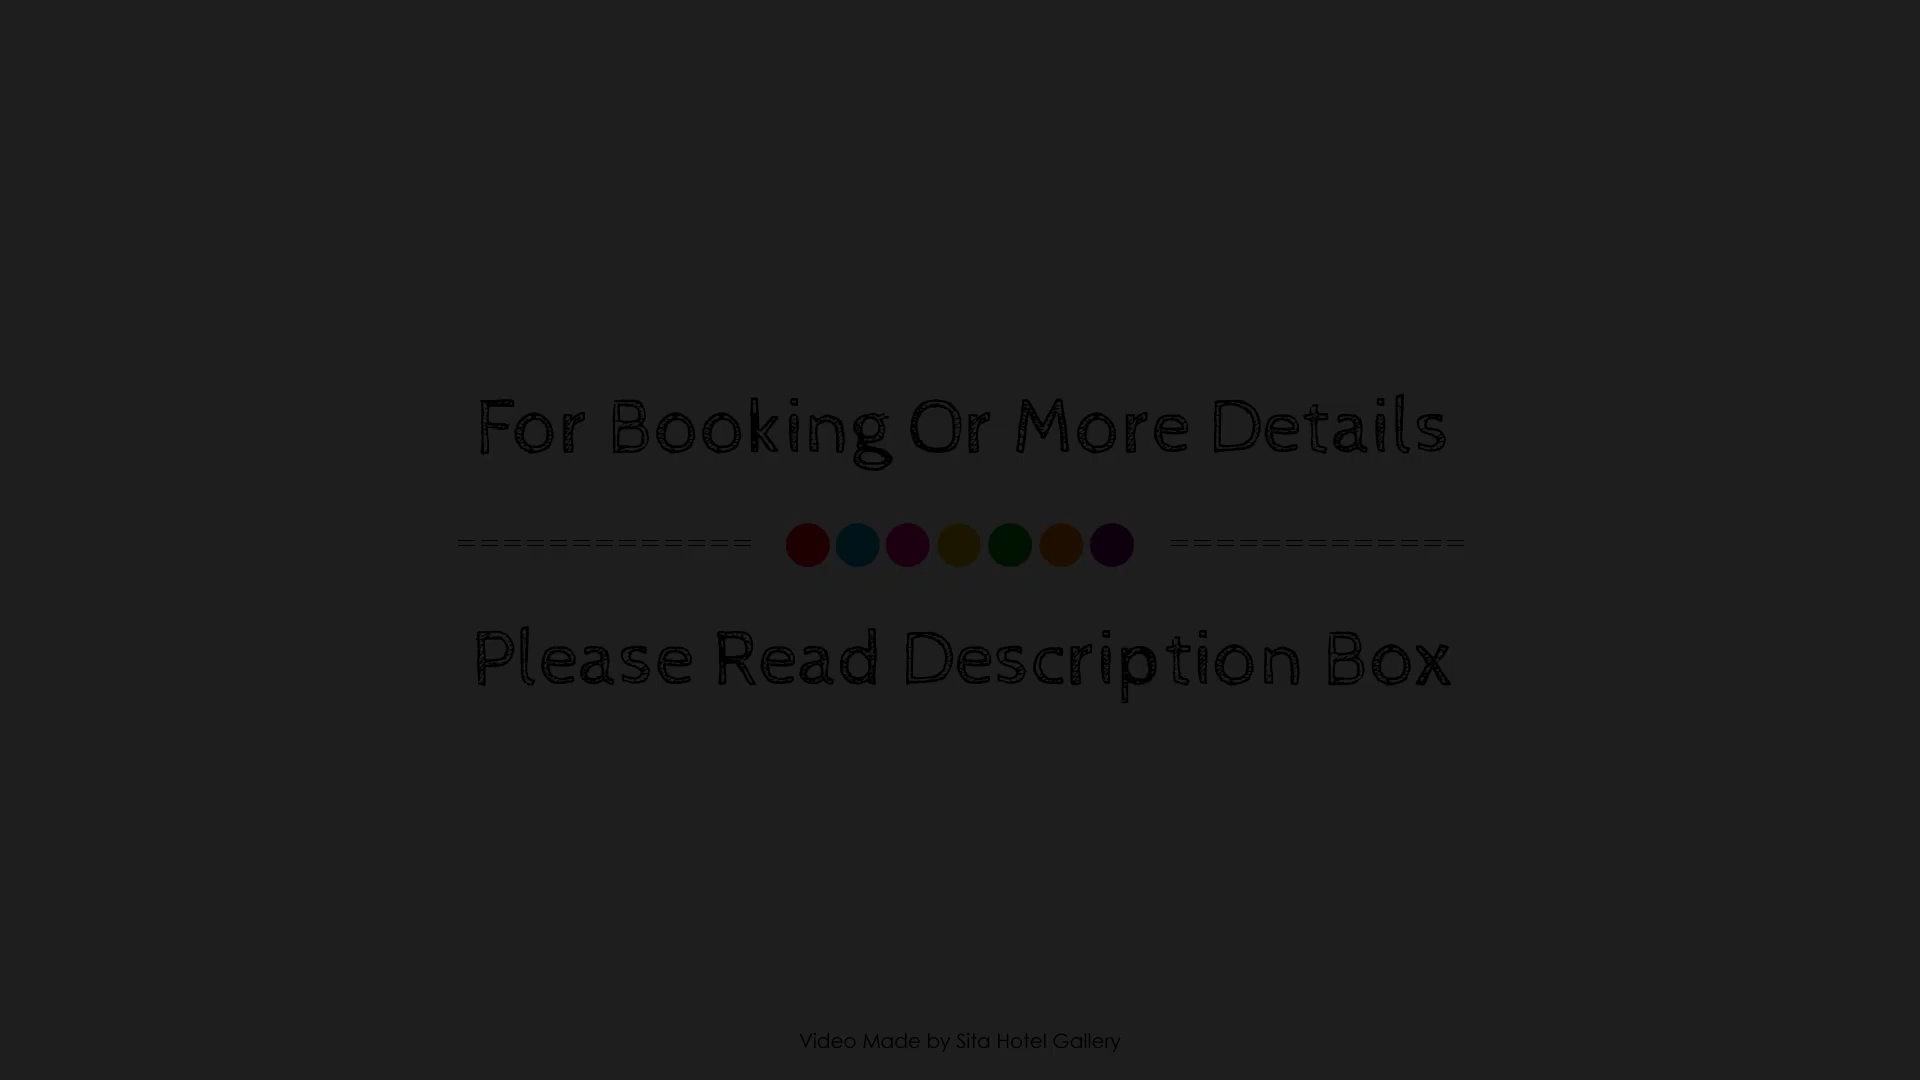 For Booking Or More Details
============= =============
Please Read Description Box
Video Made by Sita Hotel Gallery